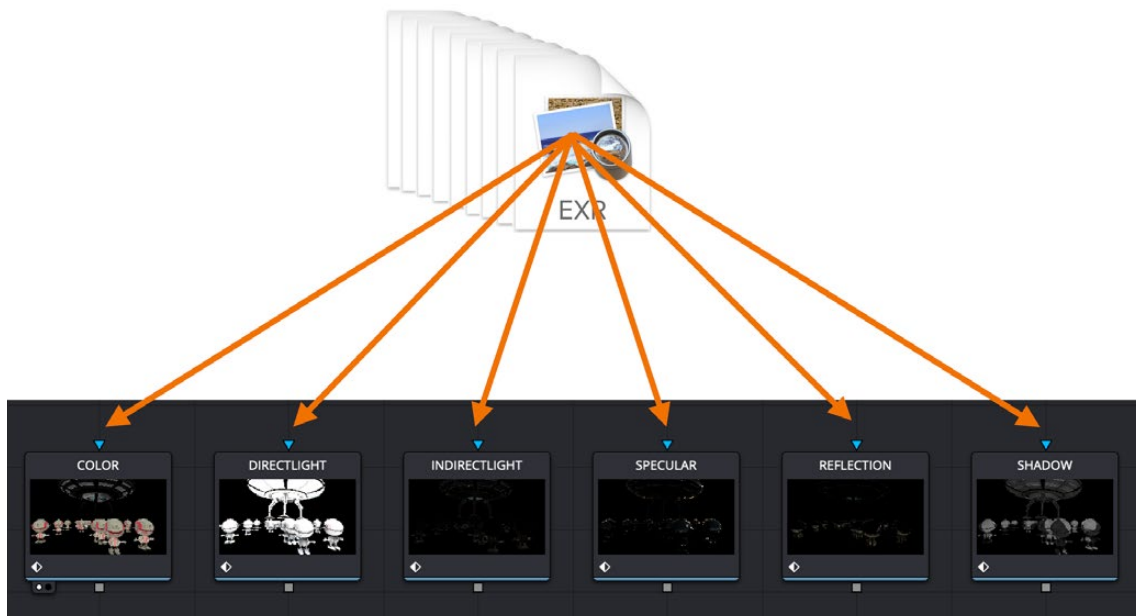 EXR
COLOR
DIRECTLIGHT
INDIRECTLIGHT
SPECULAR
REFLECTION
SHADOW